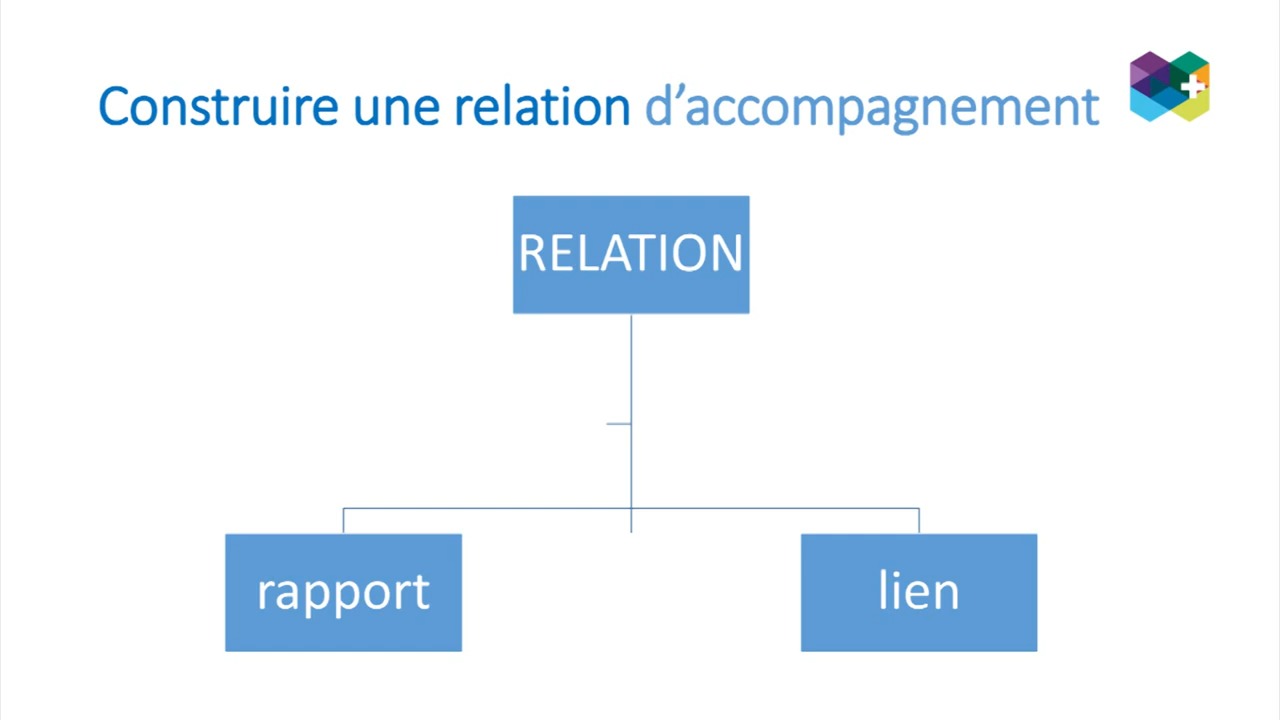 Construire une relation d’accompagnement
RELATION
rapport
lien